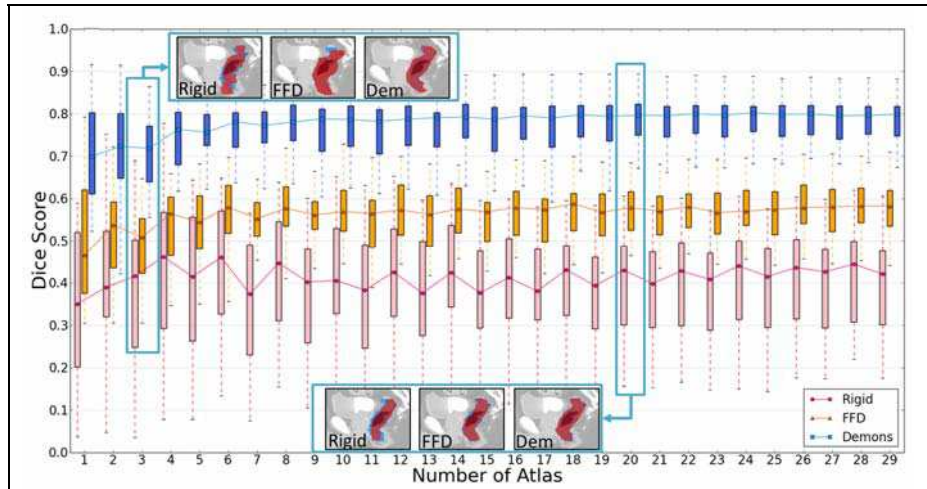 1.0
0.9
0.8
0.7
0.6
0.5
0.4
0.3
0.2
0.1
0.0
Dice Score
Rigid FFD Dem
Rigid FFD Dem
Rigid
FFD
Demons
1 2 3 4 5 6 7 8 9 10 11 12 13 14 15 16 17 18 19 20 21 22 23 24 25 26 27 28 29
Number of Atlas